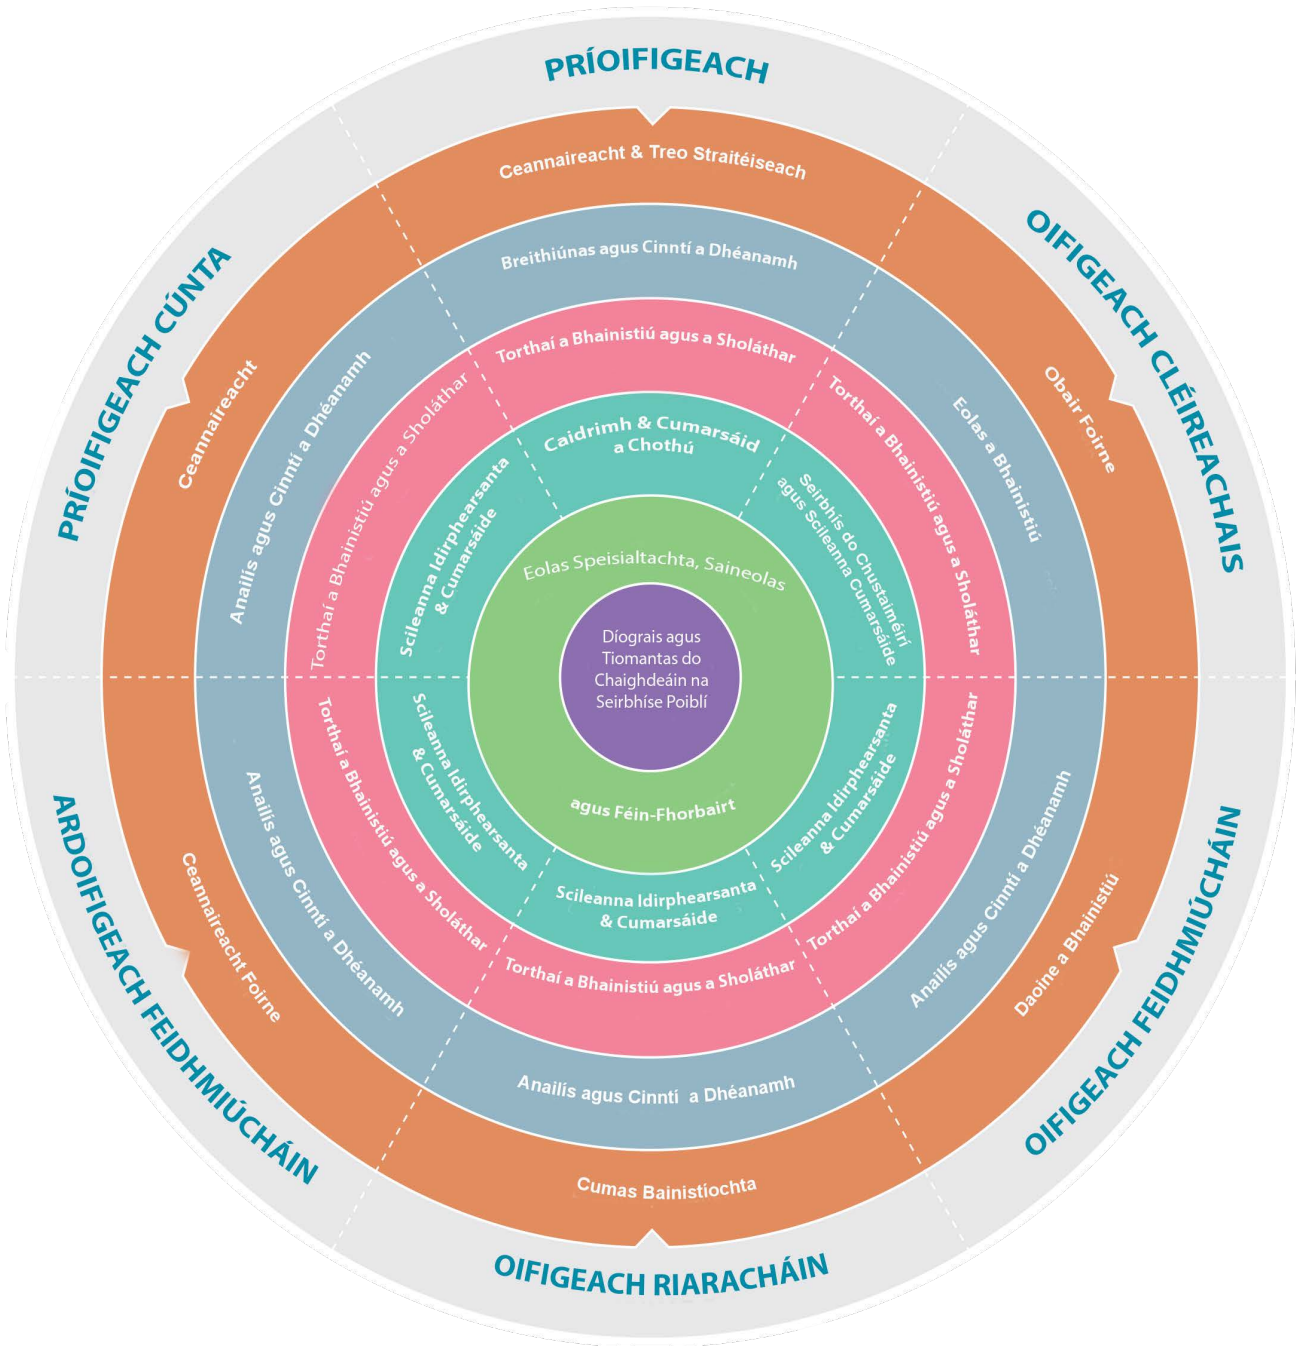 PRÍOIFIGEACH
Ceannaireacht & Treo Straitéiseach
Breithiúnas agus Cinntí a Dhéanamh
Torthaí a Bhainistiú agus a Sholáthar
Caidrimh & Cumarsáid
a Chothú
OIFIGEACH CLÉIREACHAIS
Obair Foirne
Eolas a Bhainistiú
Torthaí a Bhainistiú agus a Sholáthar
Seirbhís do Chustaiméirí
agus Scileanna Cumarsáide
OIFIGEACH FEIDHMIÚCHÁIN
Daoine a Bhainistiú
Anailís agus Cinntí a Dhéanamh
Torthaí a Bhainistiú agus a Sholáthar
Scileanna Idirphearsanta
& Cumarsáide
OIFIGEACH RIARACHÁIN
Cumas Bainistíochta
Anailís agus Cinntí a Dhéanamh
Torthaí a Bhainistiú agus a Sholáthar
Scileanna Idirphearsanta
& Cumarsáide
ARDOIFIGEACH FEIDHMIÚCHÁIN
Ceannaireacht Foirne
Anailís agus Cinntí a Dhéanamh
Torthaí a Bhainistiú agus a Sholáthar
Scileanna Idirphearsanta
& Cumarsáide
PRÍOIFIGEACH CÚNTA
Ceannaireacht
Anailís agus Cinntí a Dhéanamh
Torthaí a Bhainistiú agus a Sholáthar
Scileanna Idirphearsanta
& Cumarsáide
Eolas Speisialtachta, Saineolas
agus Féin-Fhorbairt
Díograis agus
Tiomantas do
Chaighdeáin na
Seirbhíse Poiblí